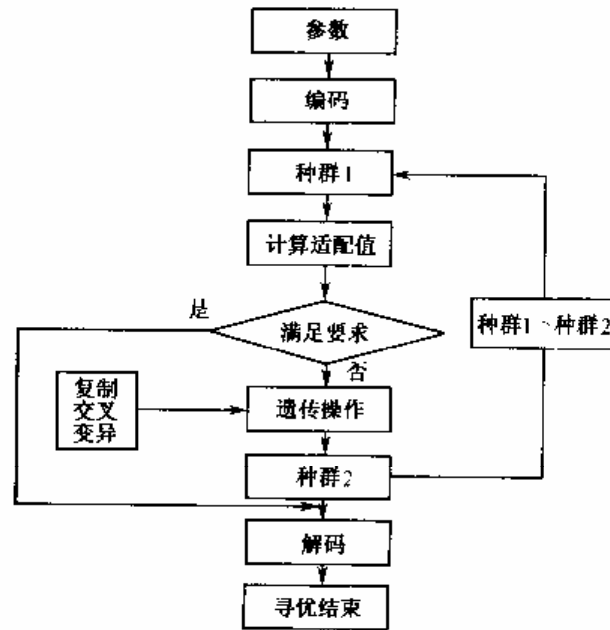 参数
编码
种群1
计算适配值
是
满足要求
种群1 种群2
否
复制
交叉
变异
遗传操作
种群2
解码
寻优结束